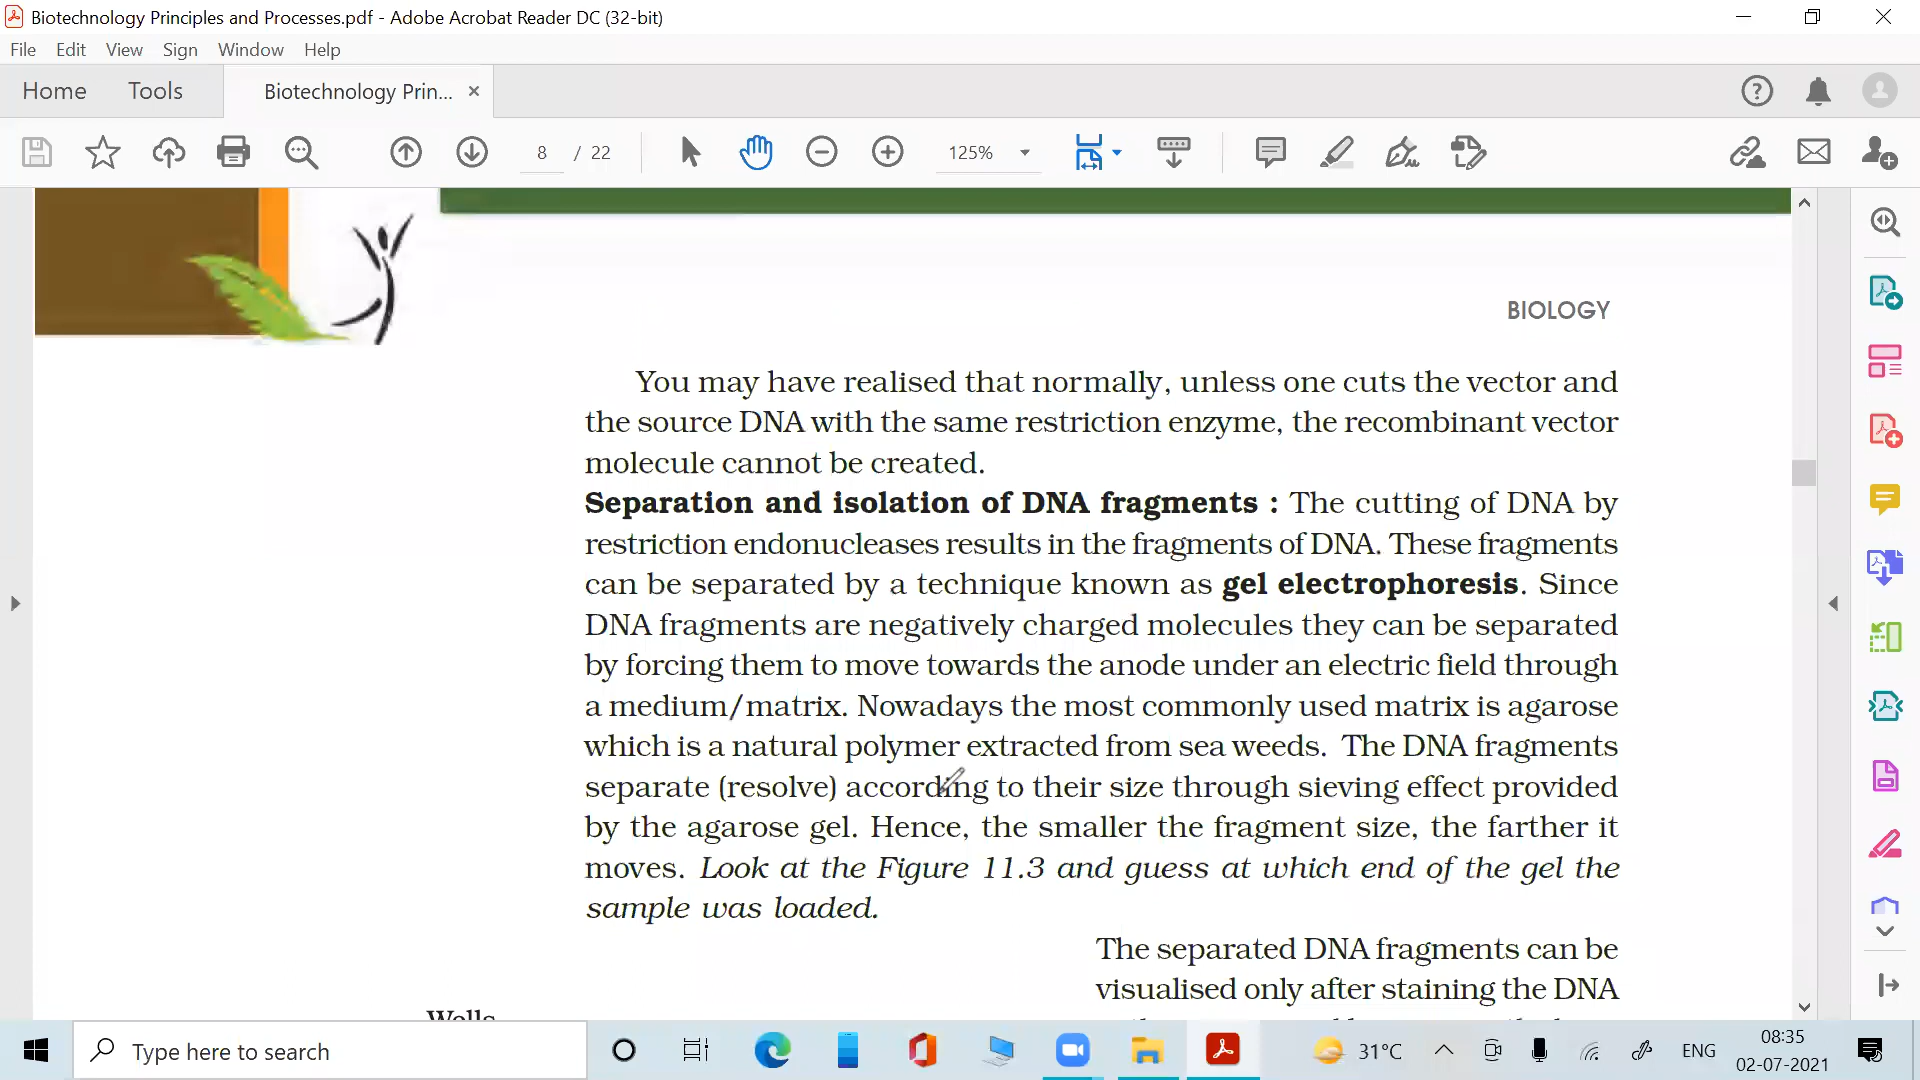 Biotechnology Principles and Processes.pdf - Adobe Acrobat Reader DC (32-bit)
File Edit View Sign Window Help
Home Tools Biotechnology Prin... ×
8 / 22 125%
BIOLOGY
You may have realised that normally, unless one cuts the vector and
the source DNA with the same restriction enzyme, the recombinant vector
molecule cannot be created.
Separation and isolation of DNA fragments : The cutting of DNA by
restriction endonucleases results in the fragments of DNA. These fragments
can be separated by a technique known as gel electrophoresis. Since
DNA fragments are negatively charged molecules they can be separated
by forcing them to move towards the anode under an electric field through
a medium/matrix. Nowadays the most commonly used matrix is agarose
which is a natural polymer extracted from sea weeds. The DNA fragments
separate (resolve) according to their size through sieving effect provided
by the agarose gel. Hence, the smaller the fragment size, the farther it
moves. Look at the Figure 11.3 and guess at which end of the gel the
sample was loaded.
The separated DNA fragments can be
visualised only after staining the DNA
Wells
Type here to search
31°C ENG 08:35
02-07-2021